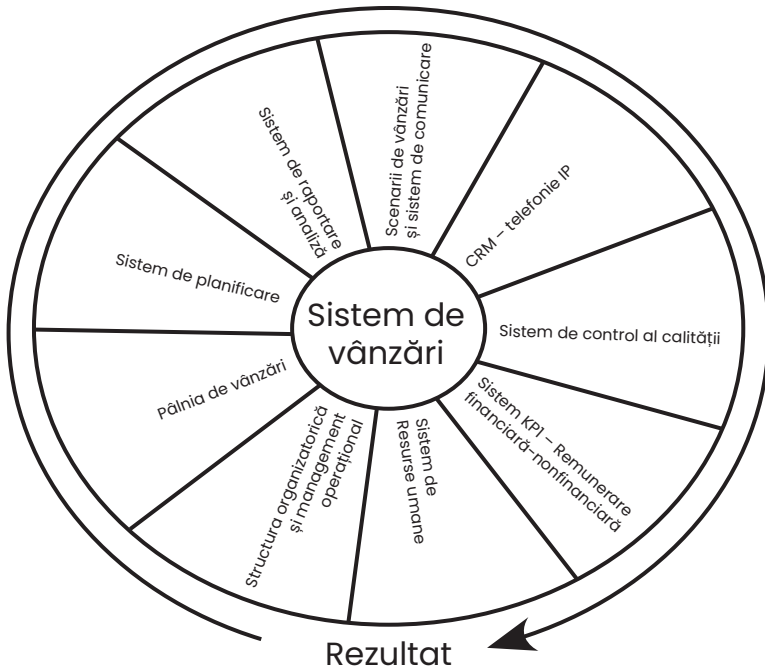 Scenarii de vânzări
și sistem de comunicare
CRM – telefonie IP
Sistem de control al calității
Sistem KPI – Remunerare
financiară-nonfinanciară
Sistem de
Resurse umane
Structura organizatorică
și management
operațional
Pâlnia de vânzări
Sistem de planificare
Sistem de raportare
și analiză
Sistem de
vânzări
Rezultat